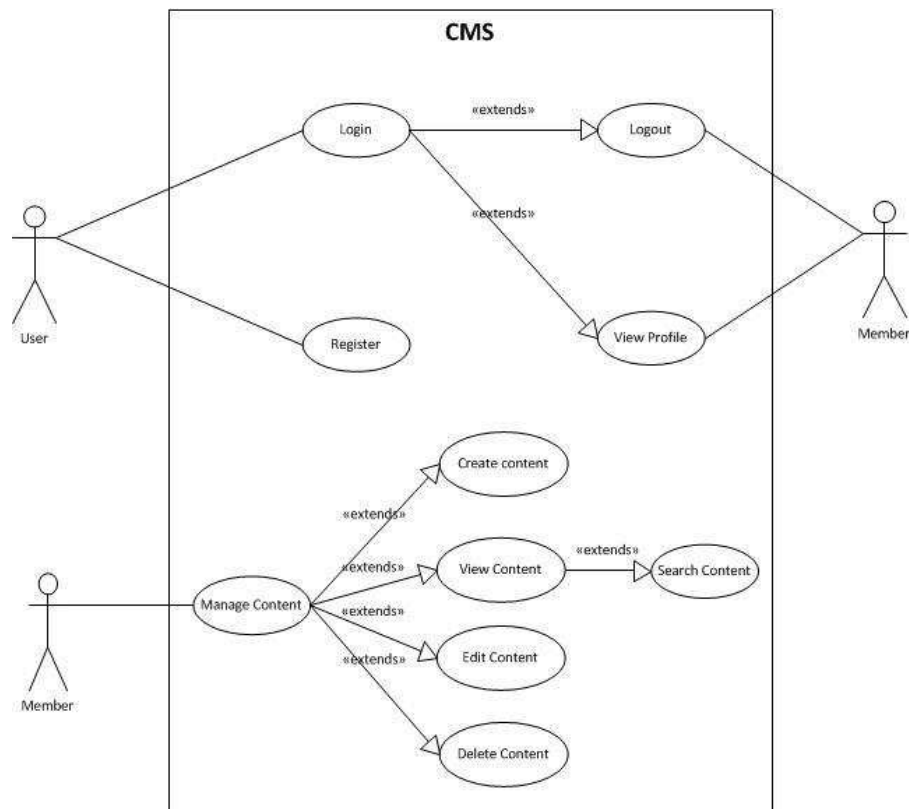 CMS
«extends»
Login
Logout
«extends»
User
Register
View Profile
Member
Create content
«extends»
«extends»
«extends»
View Content
Search Content
Manage Content
«extends»
Edit Content
«extends»
Member
Delete Content